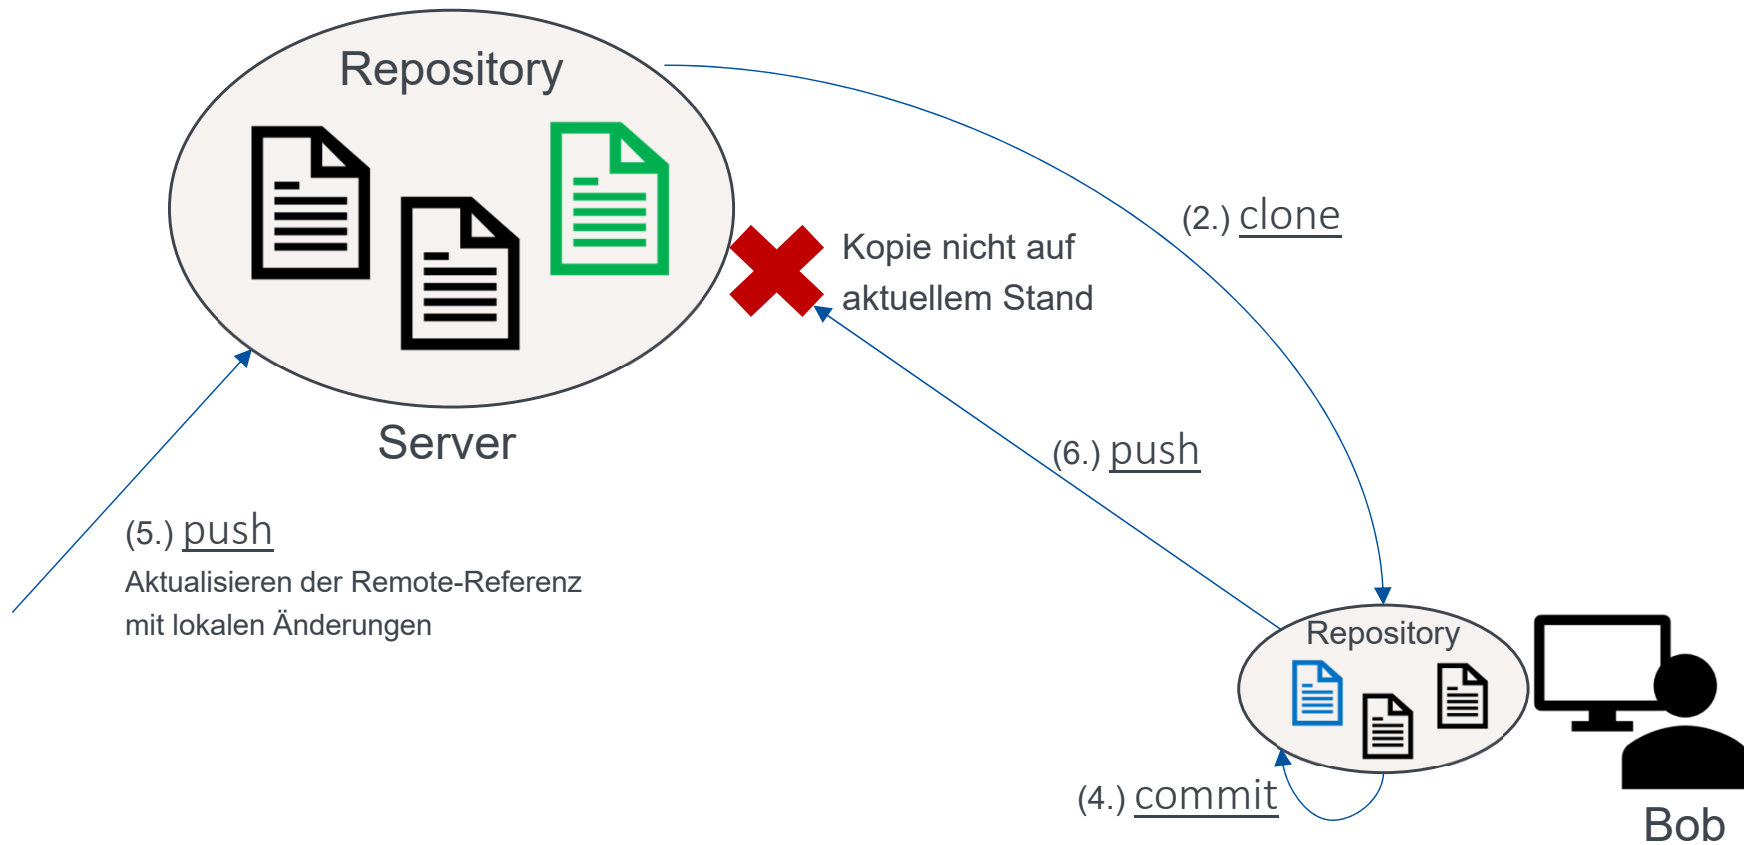 Repository
(2.) clone
Kopie nicht auf
aktuellem Stand
Server
(6.) push
(5.) push
Aktualisieren der Remote-Referenz
mit lokalen Änderungen
Repository
(4.) commit
Bob